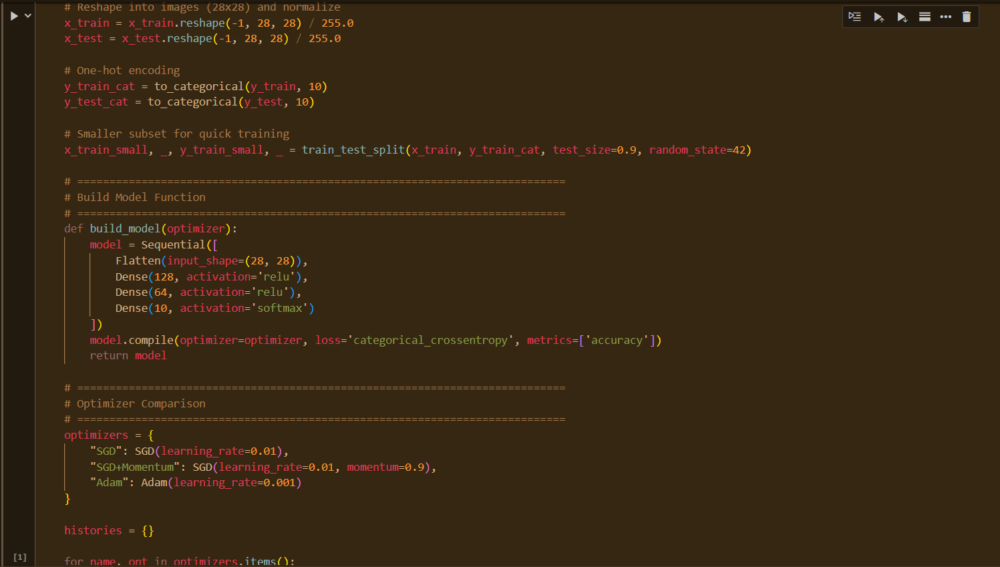 # Reshape into images (28x28) and normalize
x_train = x_train.reshape(-1, 28, 28) / 255.0
x_test = x_test.reshape(-1, 28, 28) / 255.0
# One-hot encoding
y_train_cat = to_categorical(y_train, 10)
y_test_cat = to_categorical(y_test, 10)
# Smaller subset for quick training
x_train_small, _, y_train_small, _ = train_test_split(x_train, y_train_cat, test_size=0.9, random_state=42)
# ============================================================================
# Build Model Function
# ============================================================================
def build_model(optimizer):
    model = Sequential([
        Flatten(input_shape=(28, 28)),
        Dense(128, activation='relu'),
        Dense(64, activation='relu'),
        Dense(10, activation='softmax')
    ])
    model.compile(optimizer=optimizer, loss='categorical_crossentropy', metrics=['accuracy'])
    return model
# ============================================================================
# Optimizer Comparison
# ============================================================================
optimizers = {
    "SGD": SGD(learning_rate=0.01),
    "SGD+Momentum": SGD(learning_rate=0.01, momentum=0.9),
    "Adam": Adam(learning_rate=0.001)
}
histories = {}
[1]
for name, opt in optimizers.items():